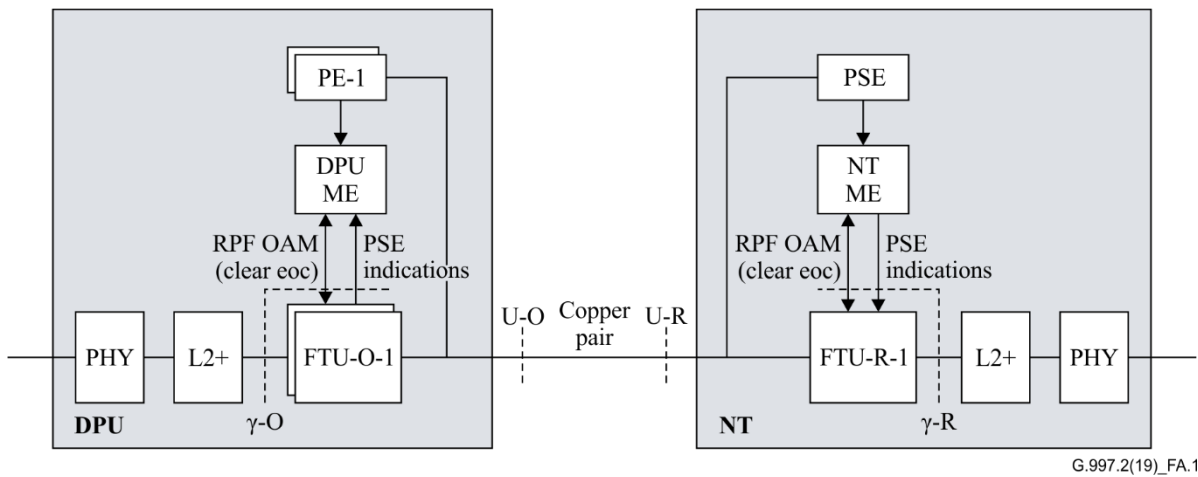 PE-1
PSE
DPU
ME
NT
ME
RPF OAM
(clear eoc)
PSE
indications
RPF OAM
(clear eoc)
PSE
indications
U-O
Copper
pair
U-R
PHY
L2+
FTU-O-1
FTU-R-1
L2+
PHY
DPU
γ-O
NT
γ-R
G.997.2(19)_FA.1